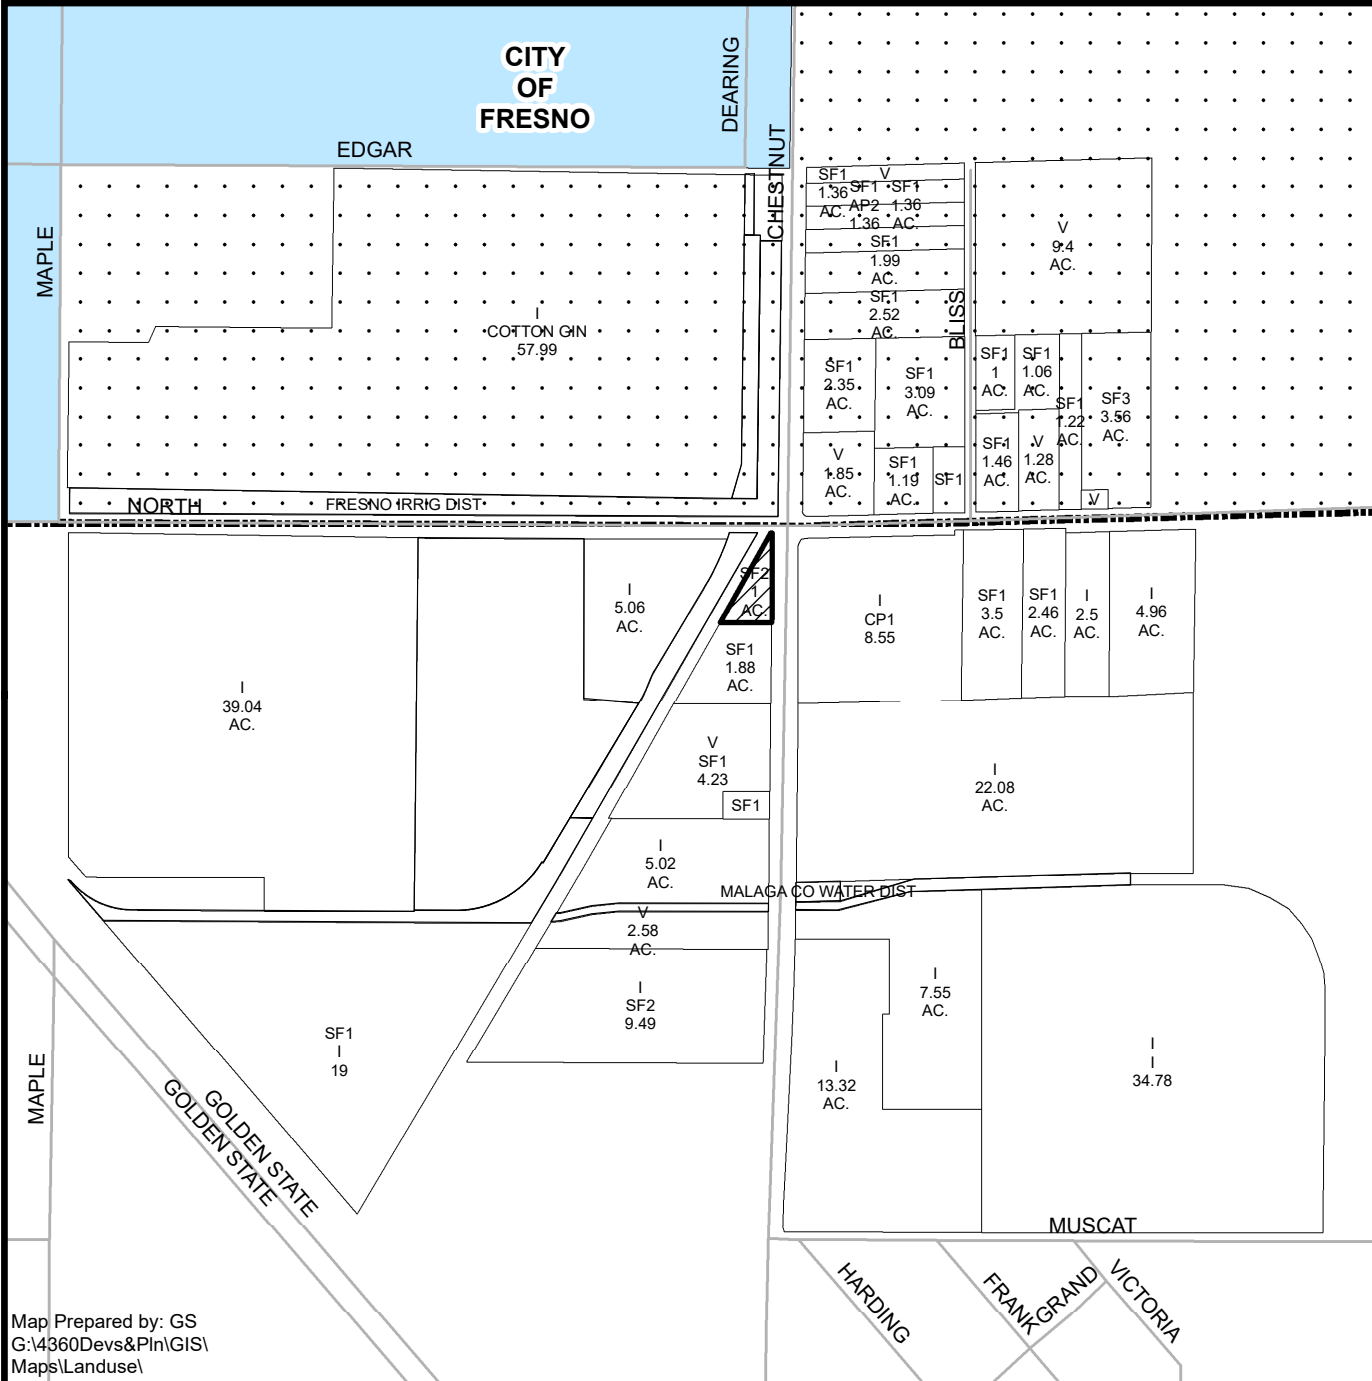 CITY
OF
FRESNO
DEARING
EDGAR
CHESTNUT
MAPLE
SF1
1.36
AC.
V
SF1
AP2
1.36
SF1
1.36
AC.
SF1
1.99
AC.
SF1
2.52
AC.
BLISS
V
9.4
AC.
I
COTTON GIN
57.99
SF1
2.35
AC.
SF1
3.09
AC.
SF1
1
AC.
SF1
1.06
AC.
SF1
1.22
AC.
SF3
3.56
AC.
V
1.85
AC.
SF1
1.19
AC.
SF1
SF1
1.46
AC.
V
1.28
AC.
V
NORTH
FRESNO IRRIG DIST
SF2
1
AC.
I
5.06
AC.
I
CP1
8.55
SF1
3.5
AC.
SF1
2.46
AC.
I
2.5
AC.
I
4.96
AC.
SF1
1.88
AC.
I
39.04
AC.
V
SF1
4.23
SF1
I
22.08
AC.
I
5.02
AC.
MALAGA CO WATER DIST
V
2.58
AC.
I
SF2
9.49
I
7.55
AC.
SF1
I
19
I
13.32
AC.
I
I
34.78
MAPLE
GOLDEN STATE
GOLDEN STATE
MUSCAT
HARDING
FRANK
GRAND
VICTORIA
Map Prepared by: GS
G:\4360Devs&Pln\GIS\
Maps\Landuse\